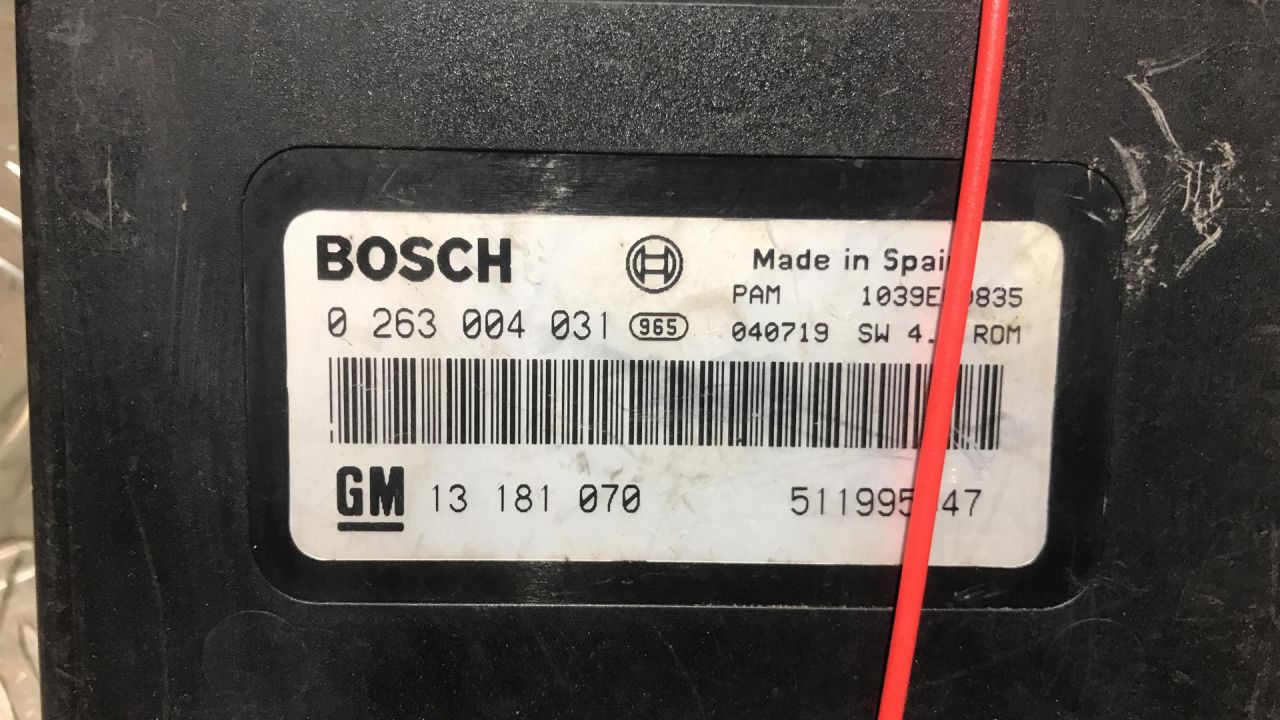 BOSCH
Made in
PAM
0 263 004 031 965
040719 SW ROM
GM 13 181 070